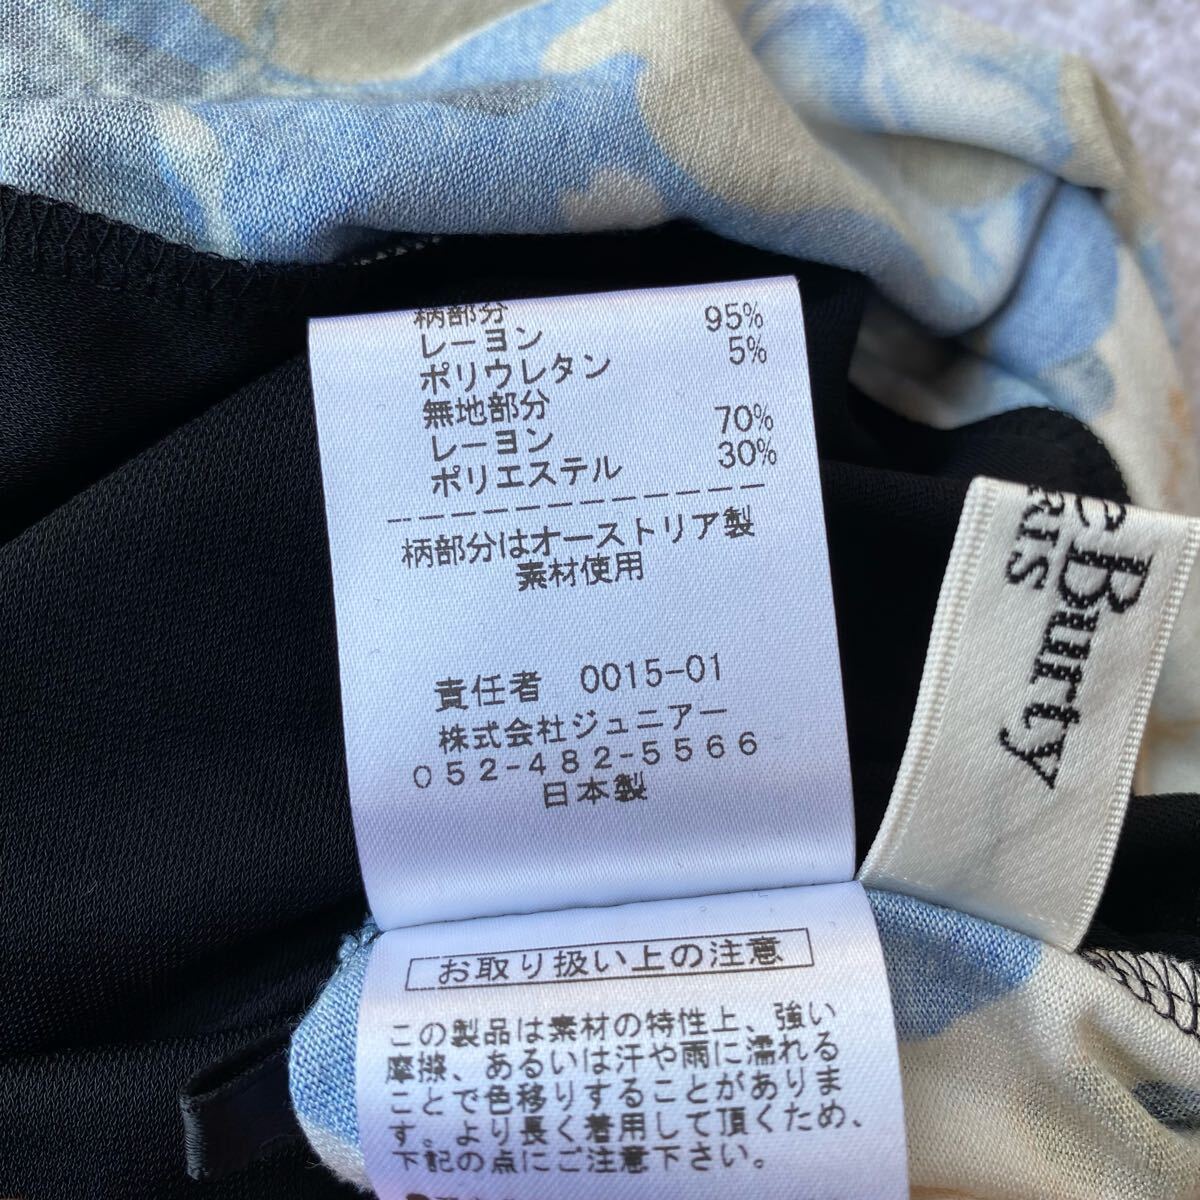 柄部分
レーヨン 95%
ポリウレタン 5%
無地部分
レーヨン 70%
ポリエステル 30%
柄部分はオーストリア製
素材使用
責任者 0015-01
株式会社ジュニアー
052-482-5566
日本製
e Burty
RIS
お取り扱い上の注意
この製品は素材の特性上、強い
摩擦、あるいは汗や雨に濡れる
ことで色移りすることがありま
す。より長く着用して頂くため、
下記の点にご注意下さい。